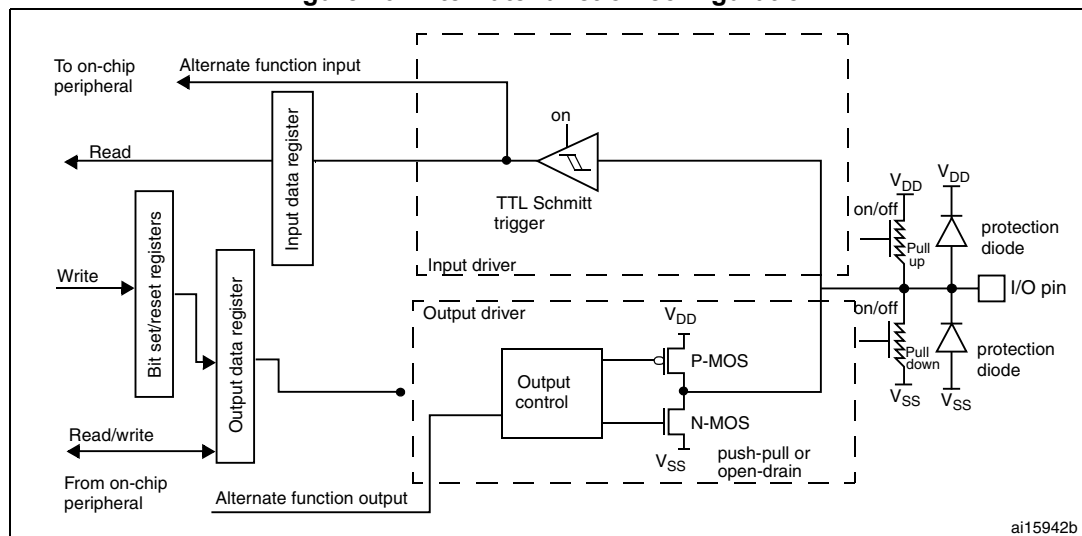 To on-chip
peripheral
Alternate function input
on
Read
Input data register
TTL Schmitt
trigger
Input driver
VDD
on/off
Pull
up
VDD
protection
diode
I/O pin
Write
Bit set/reset registers
Output data register
Output driver
VDD
P-MOS
Output
control
N-MOS
VSS
push-pull or
open-drain
on/off
Pull
down
VSS
protection
diode
VSS
Read/write
From on-chip
peripheral
Alternate function output
ai15942b